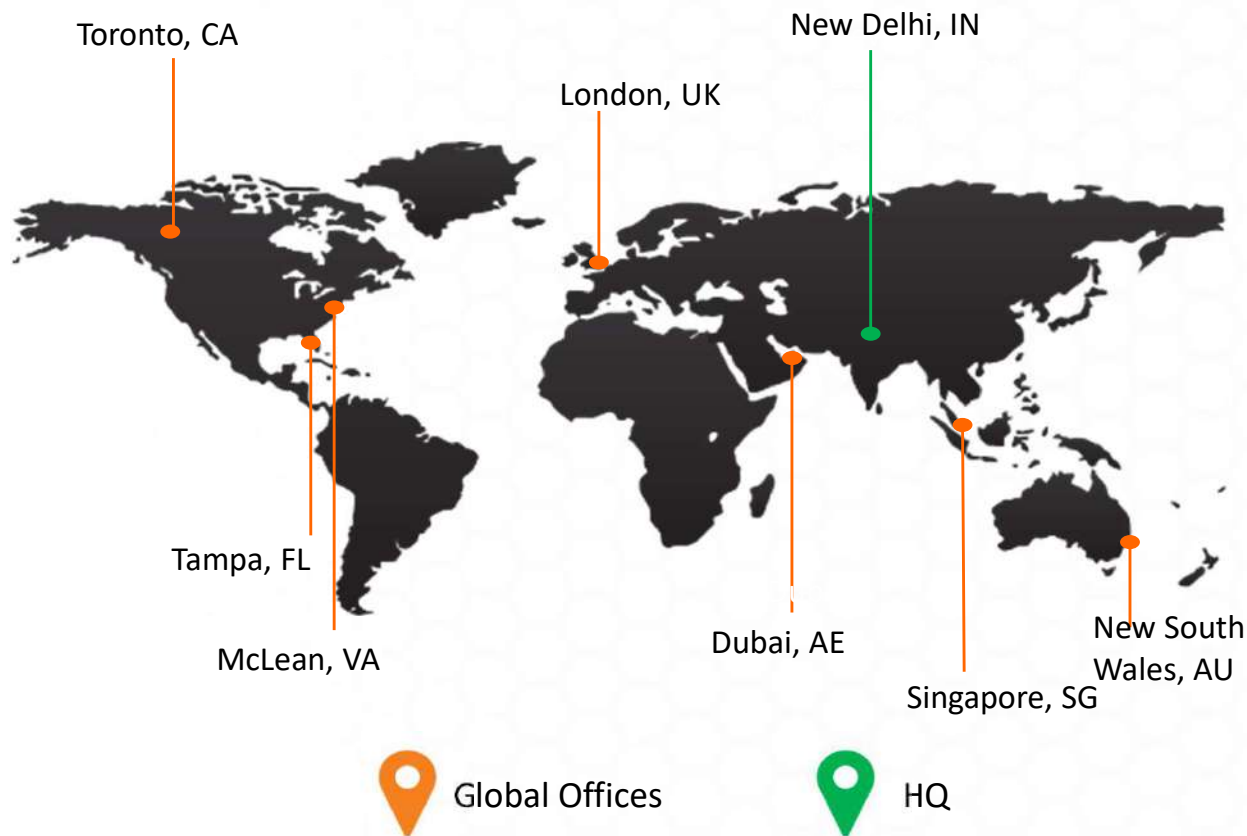 Toronto, CA
New Delhi, IN
London, UK
Tampa, FL
McLean, VA
Dubai, AE
New South
Wales, AU
Singapore, SG
Global Offices
HQ